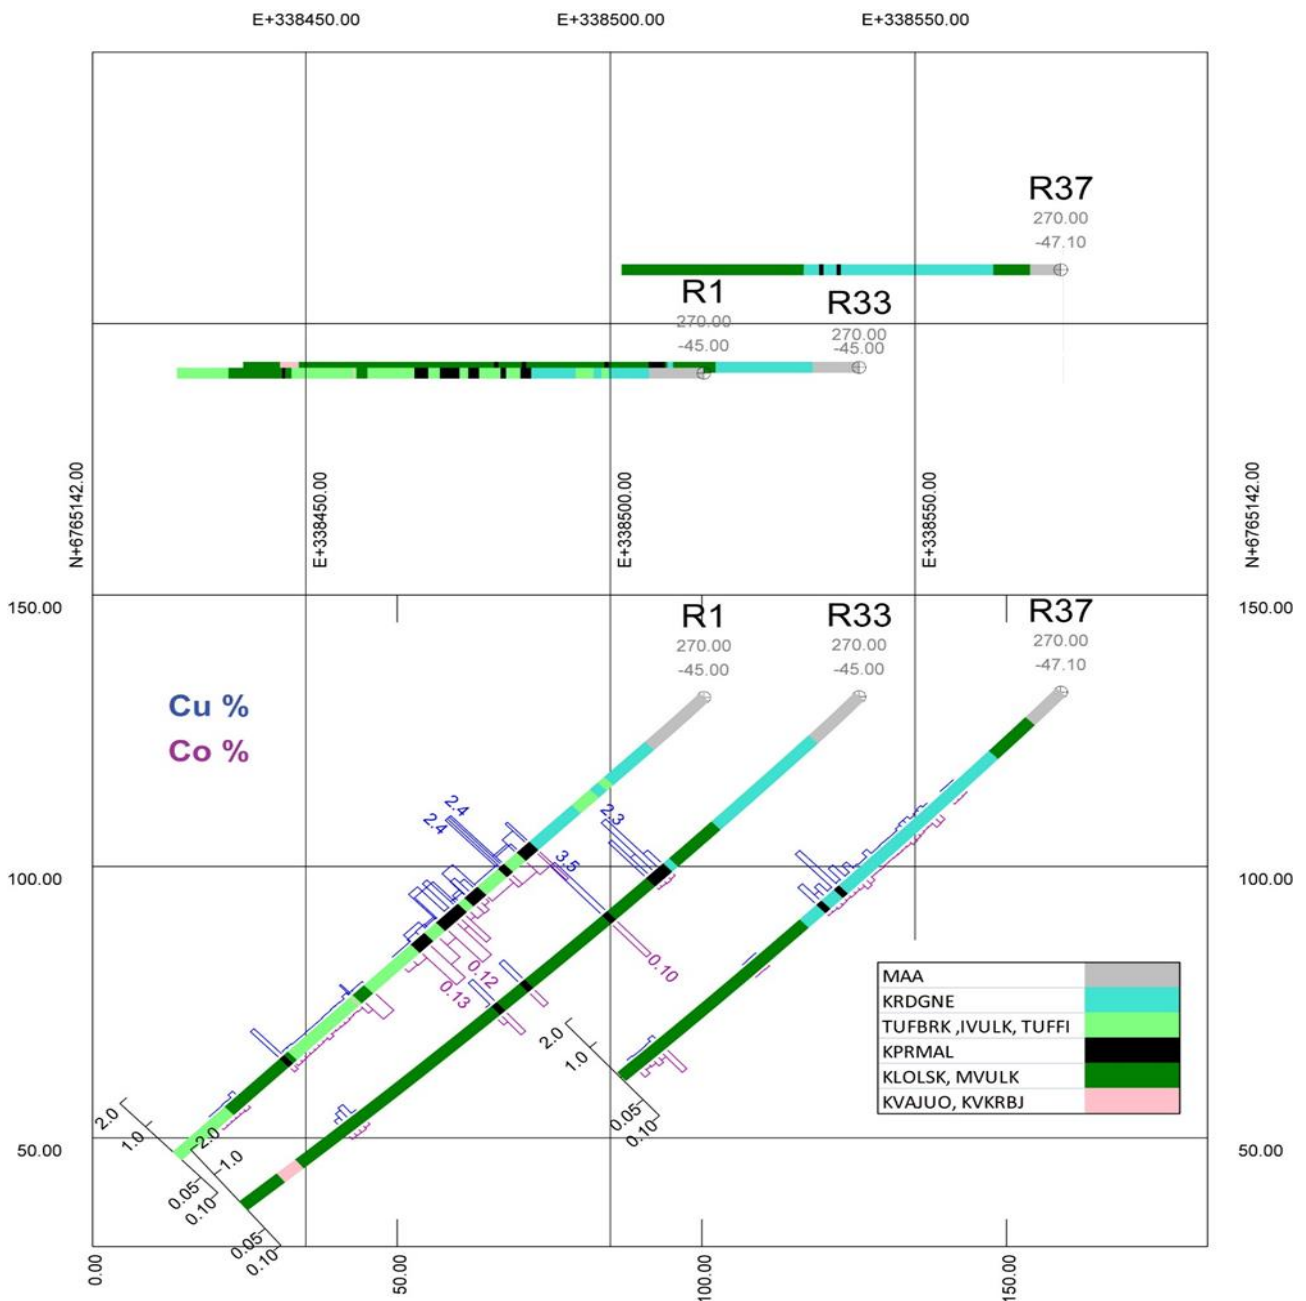 E+338450.00 E+338500.00 E+338550.00
R37
270.00
-47.10
R1
270.00
-45.00
R33
270.00
-45.00
N+6765142.00 E+338450.00 E+338500.00 E+338550.00 N+6765142.00
150.00 150.00
R1
270.00
-45.00
R33
270.00
-45.00
R37
270.00
-47.10
Cu %
Co %
2.4
2.4
2.3
3.5
100.00 100.00
0.12
0.13
0.10
MAA
KRDGNE
TUFBRK ,IVULK, TUFFI
KPRMAL
KLOLSK, MVULK
KVAJUO, KVKRBJ
2.0
1.0
0.05
0.10
2.0
1.0
0.05
0.10
2.0
1.0
0.05
0.10
50.00 50.00
0.00 50.00 100.00 150.00